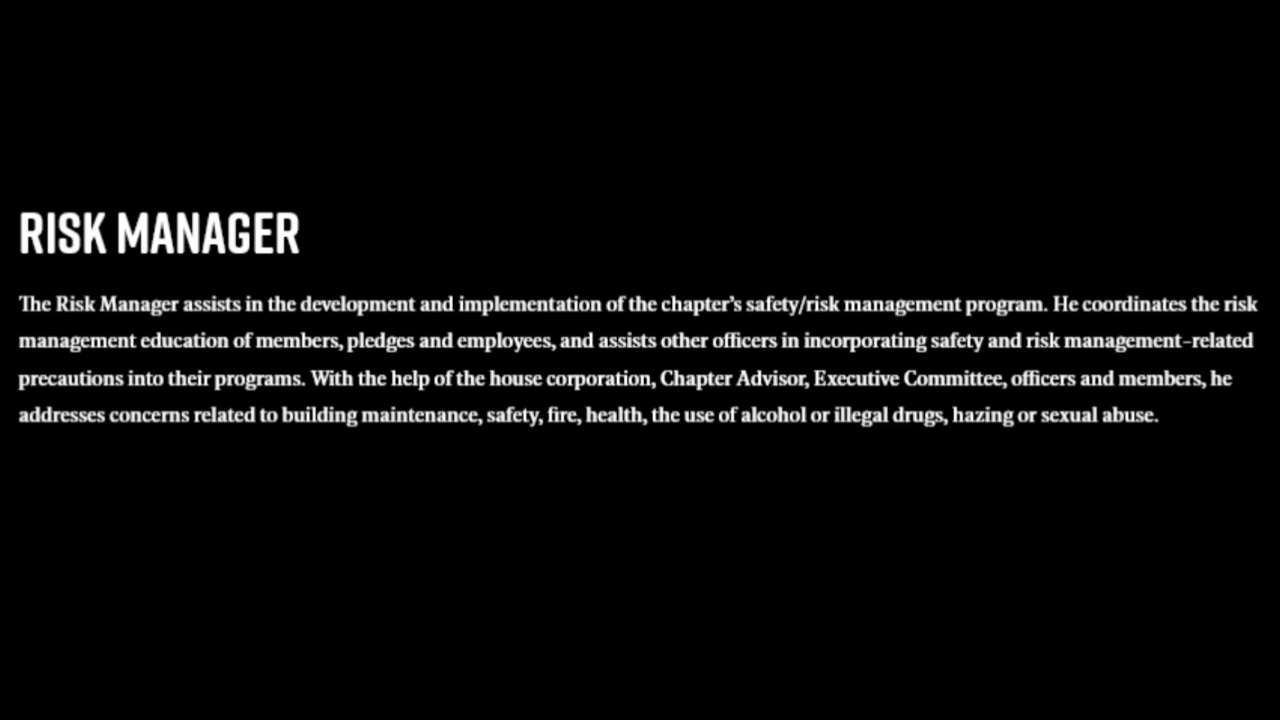 RISK MANAGER
The Risk Manager assists in the development and implementation of the chapter’s safety/risk management program. He coordinates the risk
management education of members, pledges and employees, and assists other officers in incorporating safety and risk management-related
precautions into their programs. With the help of the house corporation, Chapter Advisor, Executive Committee, officers and members, he
addresses concerns related to building maintenance, safety, fire, health, the use of alcohol or illegal drugs, hazing or sexual abuse.